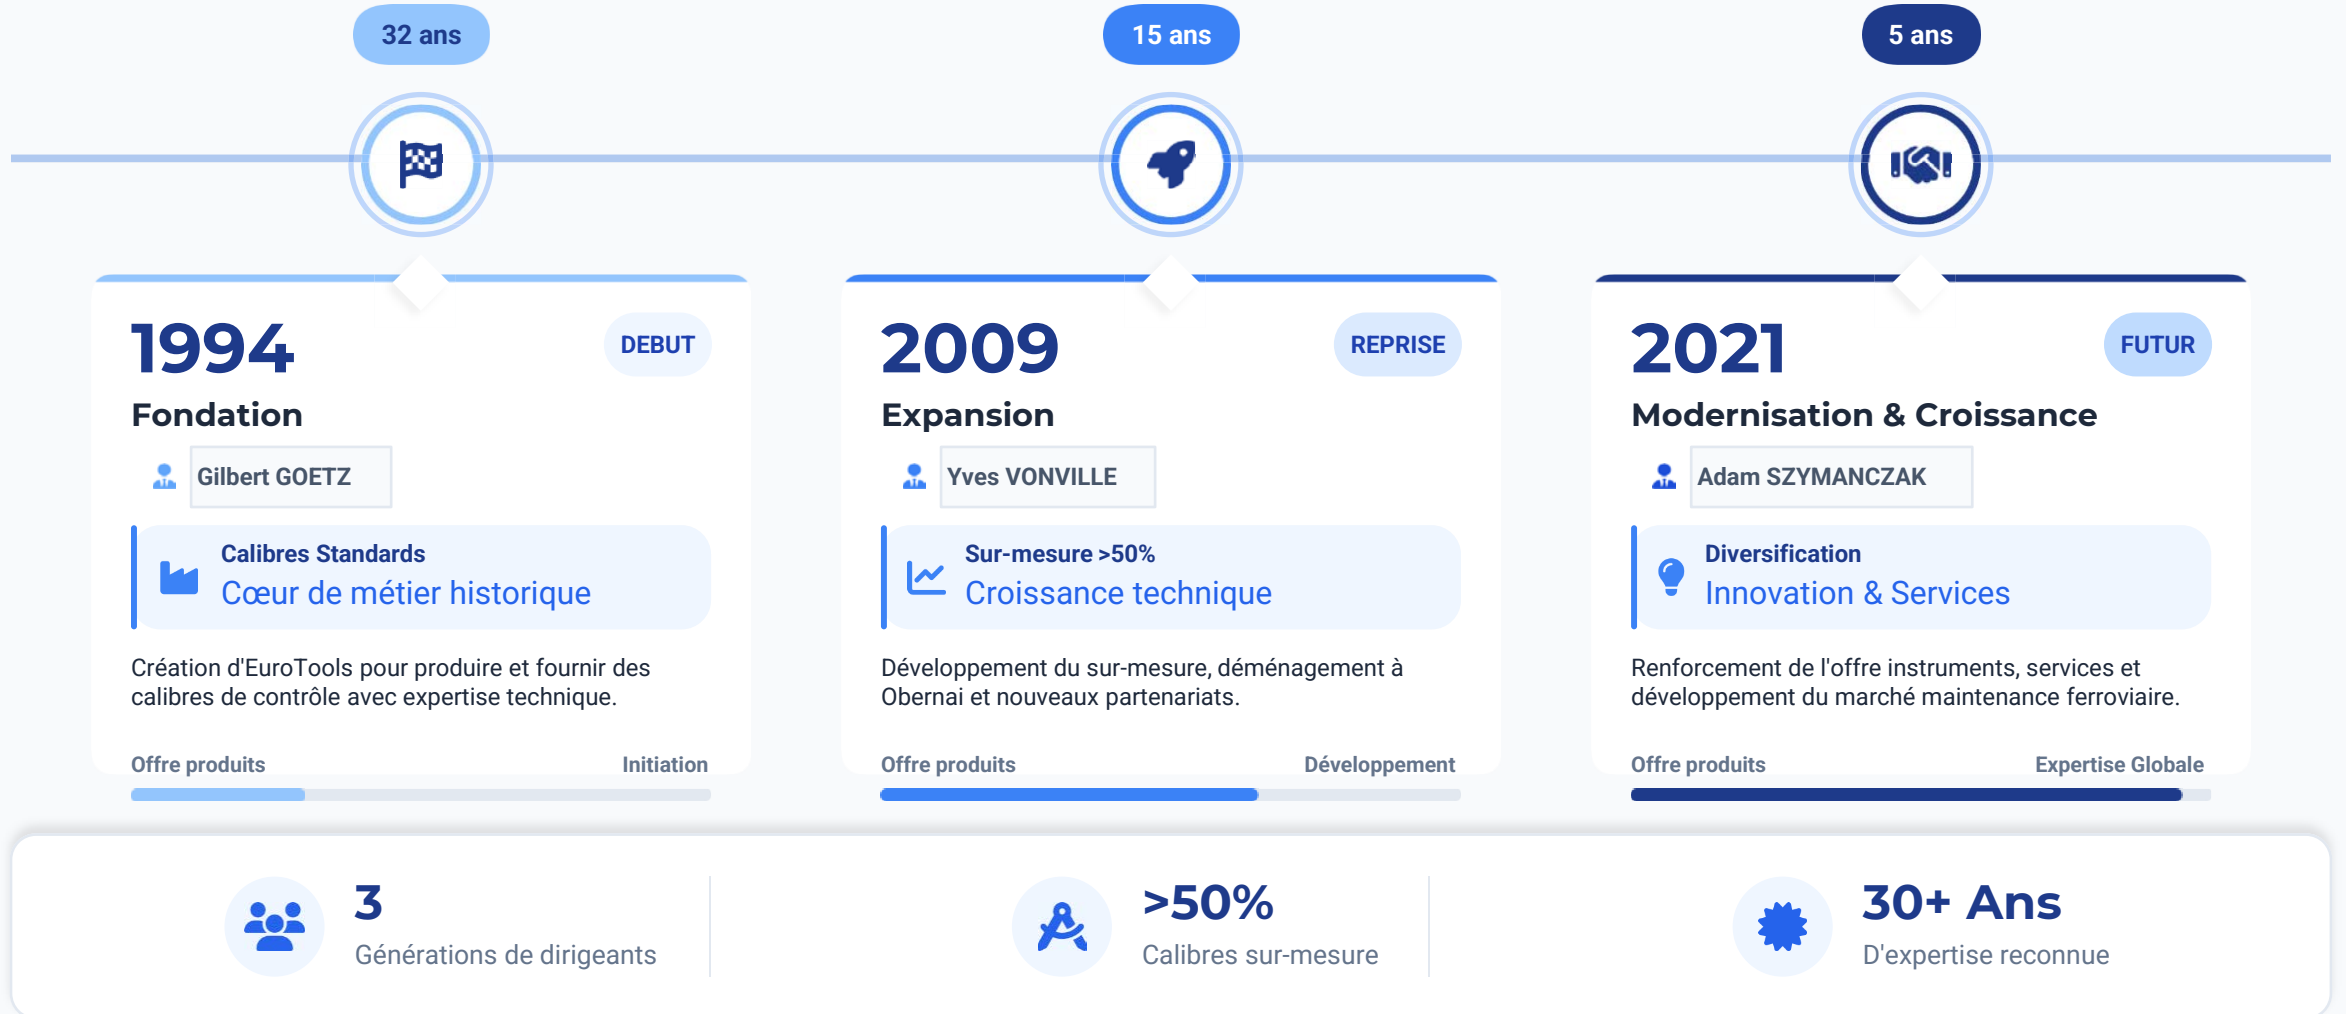 32 ans
15 ans
5 ans
1994
DEBUT
Fondation
Gilbert GOETZ
Calibres Standards
Cœur de métier historique
Création d'EuroTools pour produire et fournir des
calibres de contrôle avec expertise technique.
Offre produits
Initiation
2009
REPRISE
Expansion
Yves VONVILLE
Sur-mesure >50%
Croissance technique
Développement du sur-mesure, déménagement à
Obernai et nouveaux partenariats.
Offre produits
Développement
2021
FUTUR
Modernisation & Croissance
Adam SZYMANCZAK
Diversification
Innovation & Services
Renforcement de l'offre instruments, services et
développement du marché maintenance ferroviaire.
Offre produits
Expertise Globale
3
Générations de dirigeants
>50%
Calibres sur-mesure
30+ Ans
D'expertise reconnue